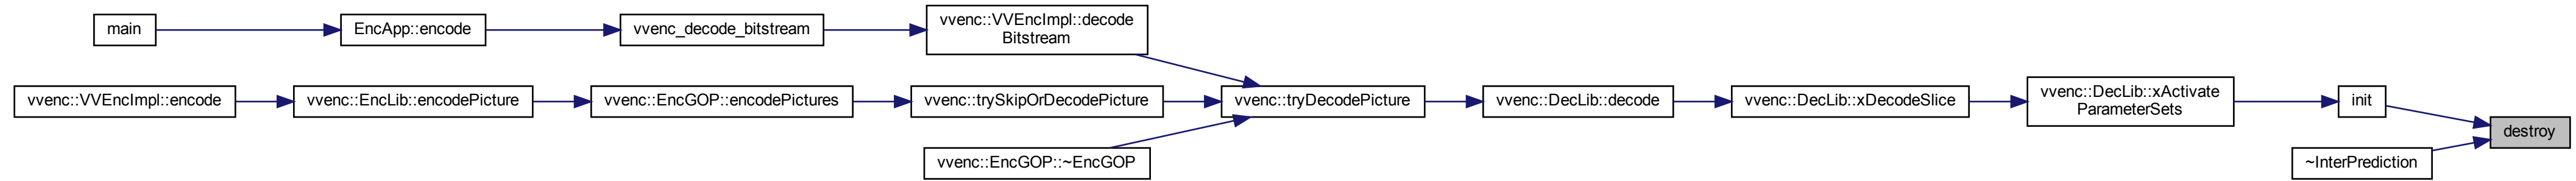 main
EncApp::encode
vvenc_decode_bitstream
vvenc::VVEncImpl::decode
Bitstream
vvenc::VVEncImpl::encode
vvenc::EncLib::encodePicture
vvenc::EncGOP::encodePictures
vvenc::trySkipOrDecodePicture
vvenc::tryDecodePicture
vvenc::DecLib::decode
vvenc::DecLib::xDecodeSlice
vvenc::DecLib::xActivate
ParameterSets
init
destroy
vvenc::EncGOP::~EncGOP
~InterPrediction